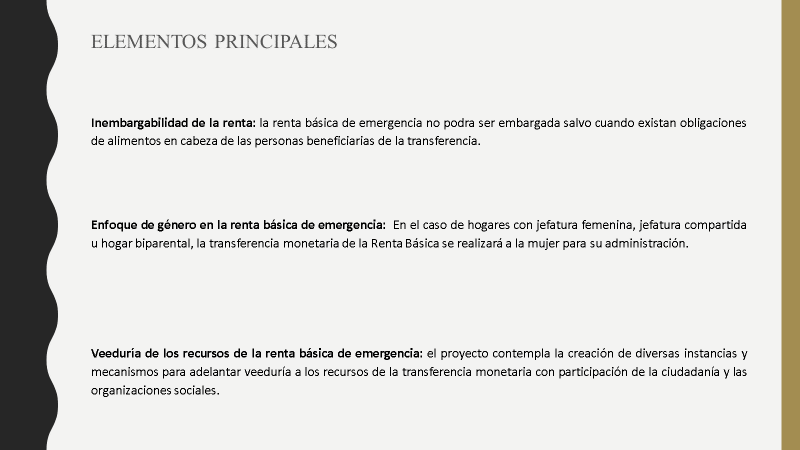 ELEMENTOS PRINCIPALES
Inembargabilidad de la renta: la renta básica de emergencia no podra ser embargada salvo cuando existan obligaciones
de alimentos en cabeza de las personas beneficiarias de la transferencia.
Enfoque de género en la renta básica de emergencia: En el caso de hogares con jefatura femenina, jefatura compartida
u hogar biparental, la transferencia monetaria de la Renta Básica se realizará a la mujer para su administración.
Veeduría de los recursos de la renta básica de emergencia: el proyecto contempla la creación de diversas instancias y
mecanismos para adelantar veeduría a los recursos de la transferencia monetaria con participación de la ciudadanía y las
organizaciones sociales.